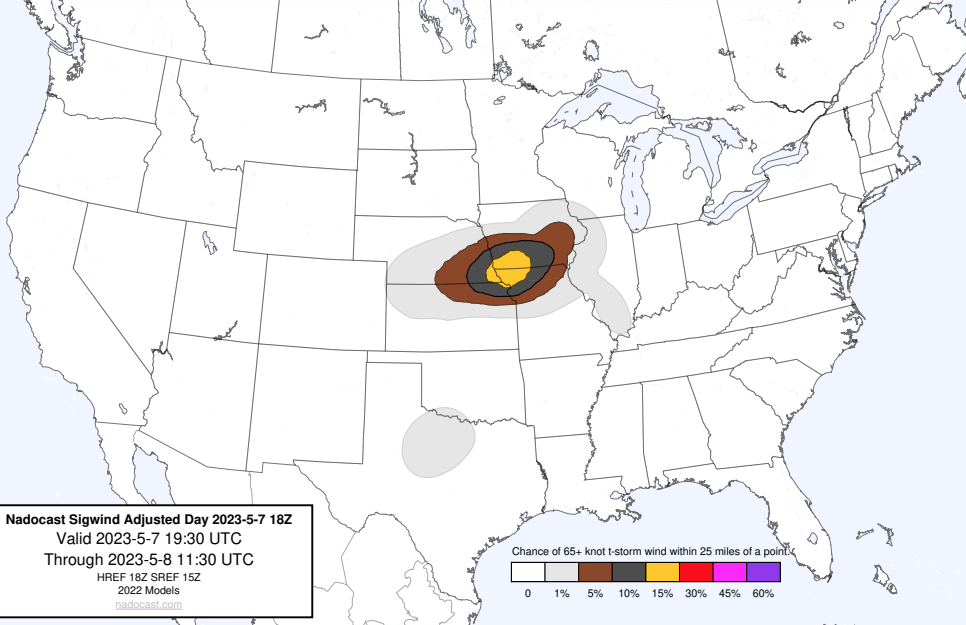 Nadocast Sigwind Adjusted Day 2023-5-7 18Z
Valid 2023-5-7 19:30 UTC
Through 2023-5-8 11:30 UTC
HREF 18Z SREF 15Z
2022 Models
nadocast.com
Chance of 65+ knot t-storm wind within 25 miles of a point.
0 1% 5% 10% 15% 30% 45% 60%